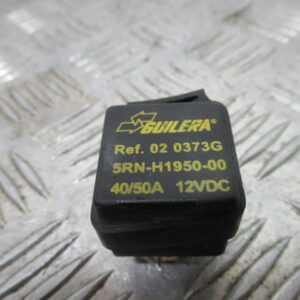 GUILERA
Ref. 02 0373G
5RN-H1950-00
40/50A 12VDC